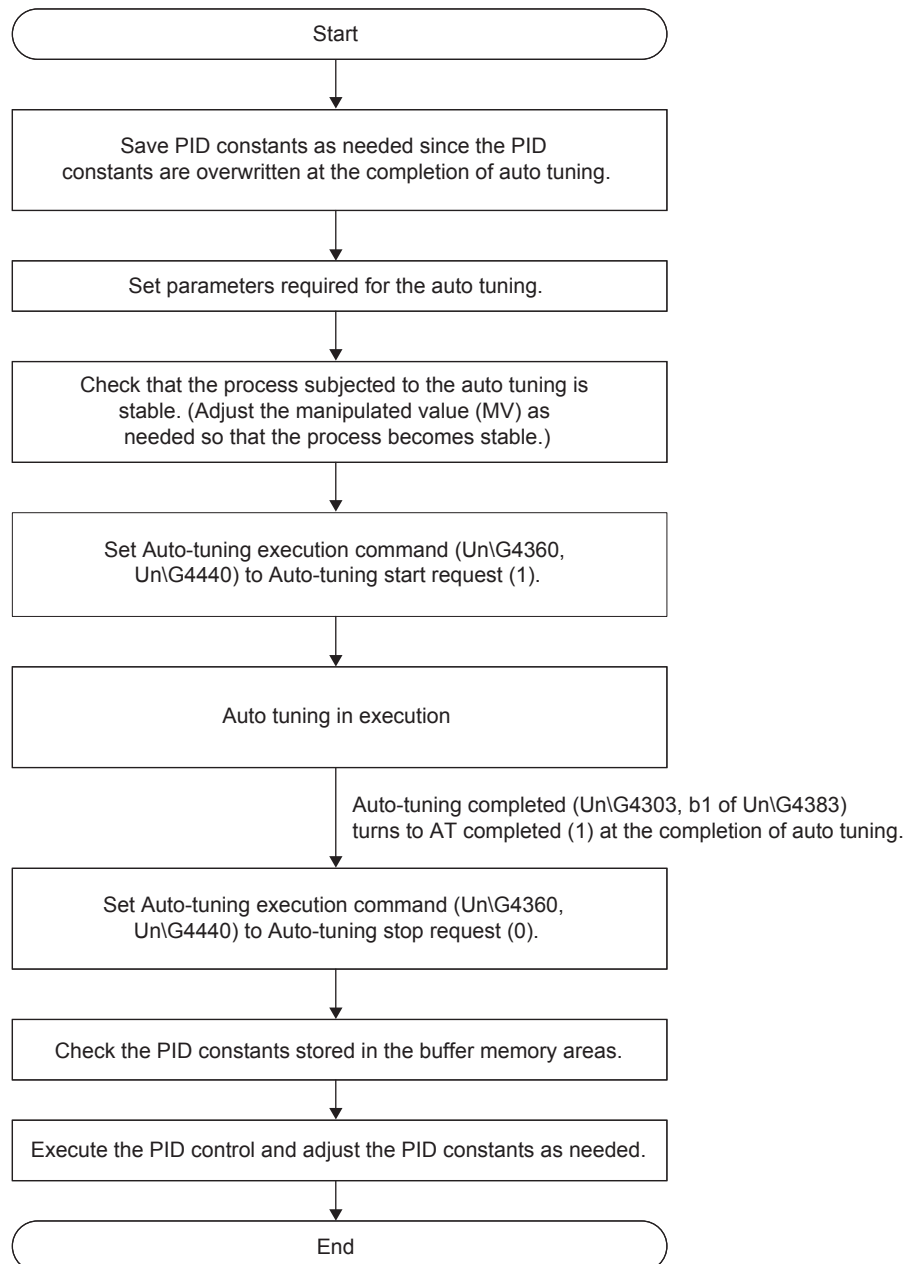 Start
Save PID constants as needed since the PID
constants are overwritten at the completion of auto tuning.
Set parameters required for the auto tuning.
Check that the process subjected to the auto tuning is
stable. (Adjust the manipulated value (MV) as
needed so that the process becomes stable.)
Set Auto-tuning execution command (Un\G4360,
Un\G4440) to Auto-tuning start request (1).
Auto tuning in execution
Auto-tuning completed (Un\G4303, b1 of Un\G4383)
turns to AT completed (1) at the completion of auto tuning.
Set Auto-tuning execution command (Un\G4360,
Un\G4440) to Auto-tuning stop request (0).
Check the PID constants stored in the buffer memory areas.
Execute the PID control and adjust the PID constants as needed.
End